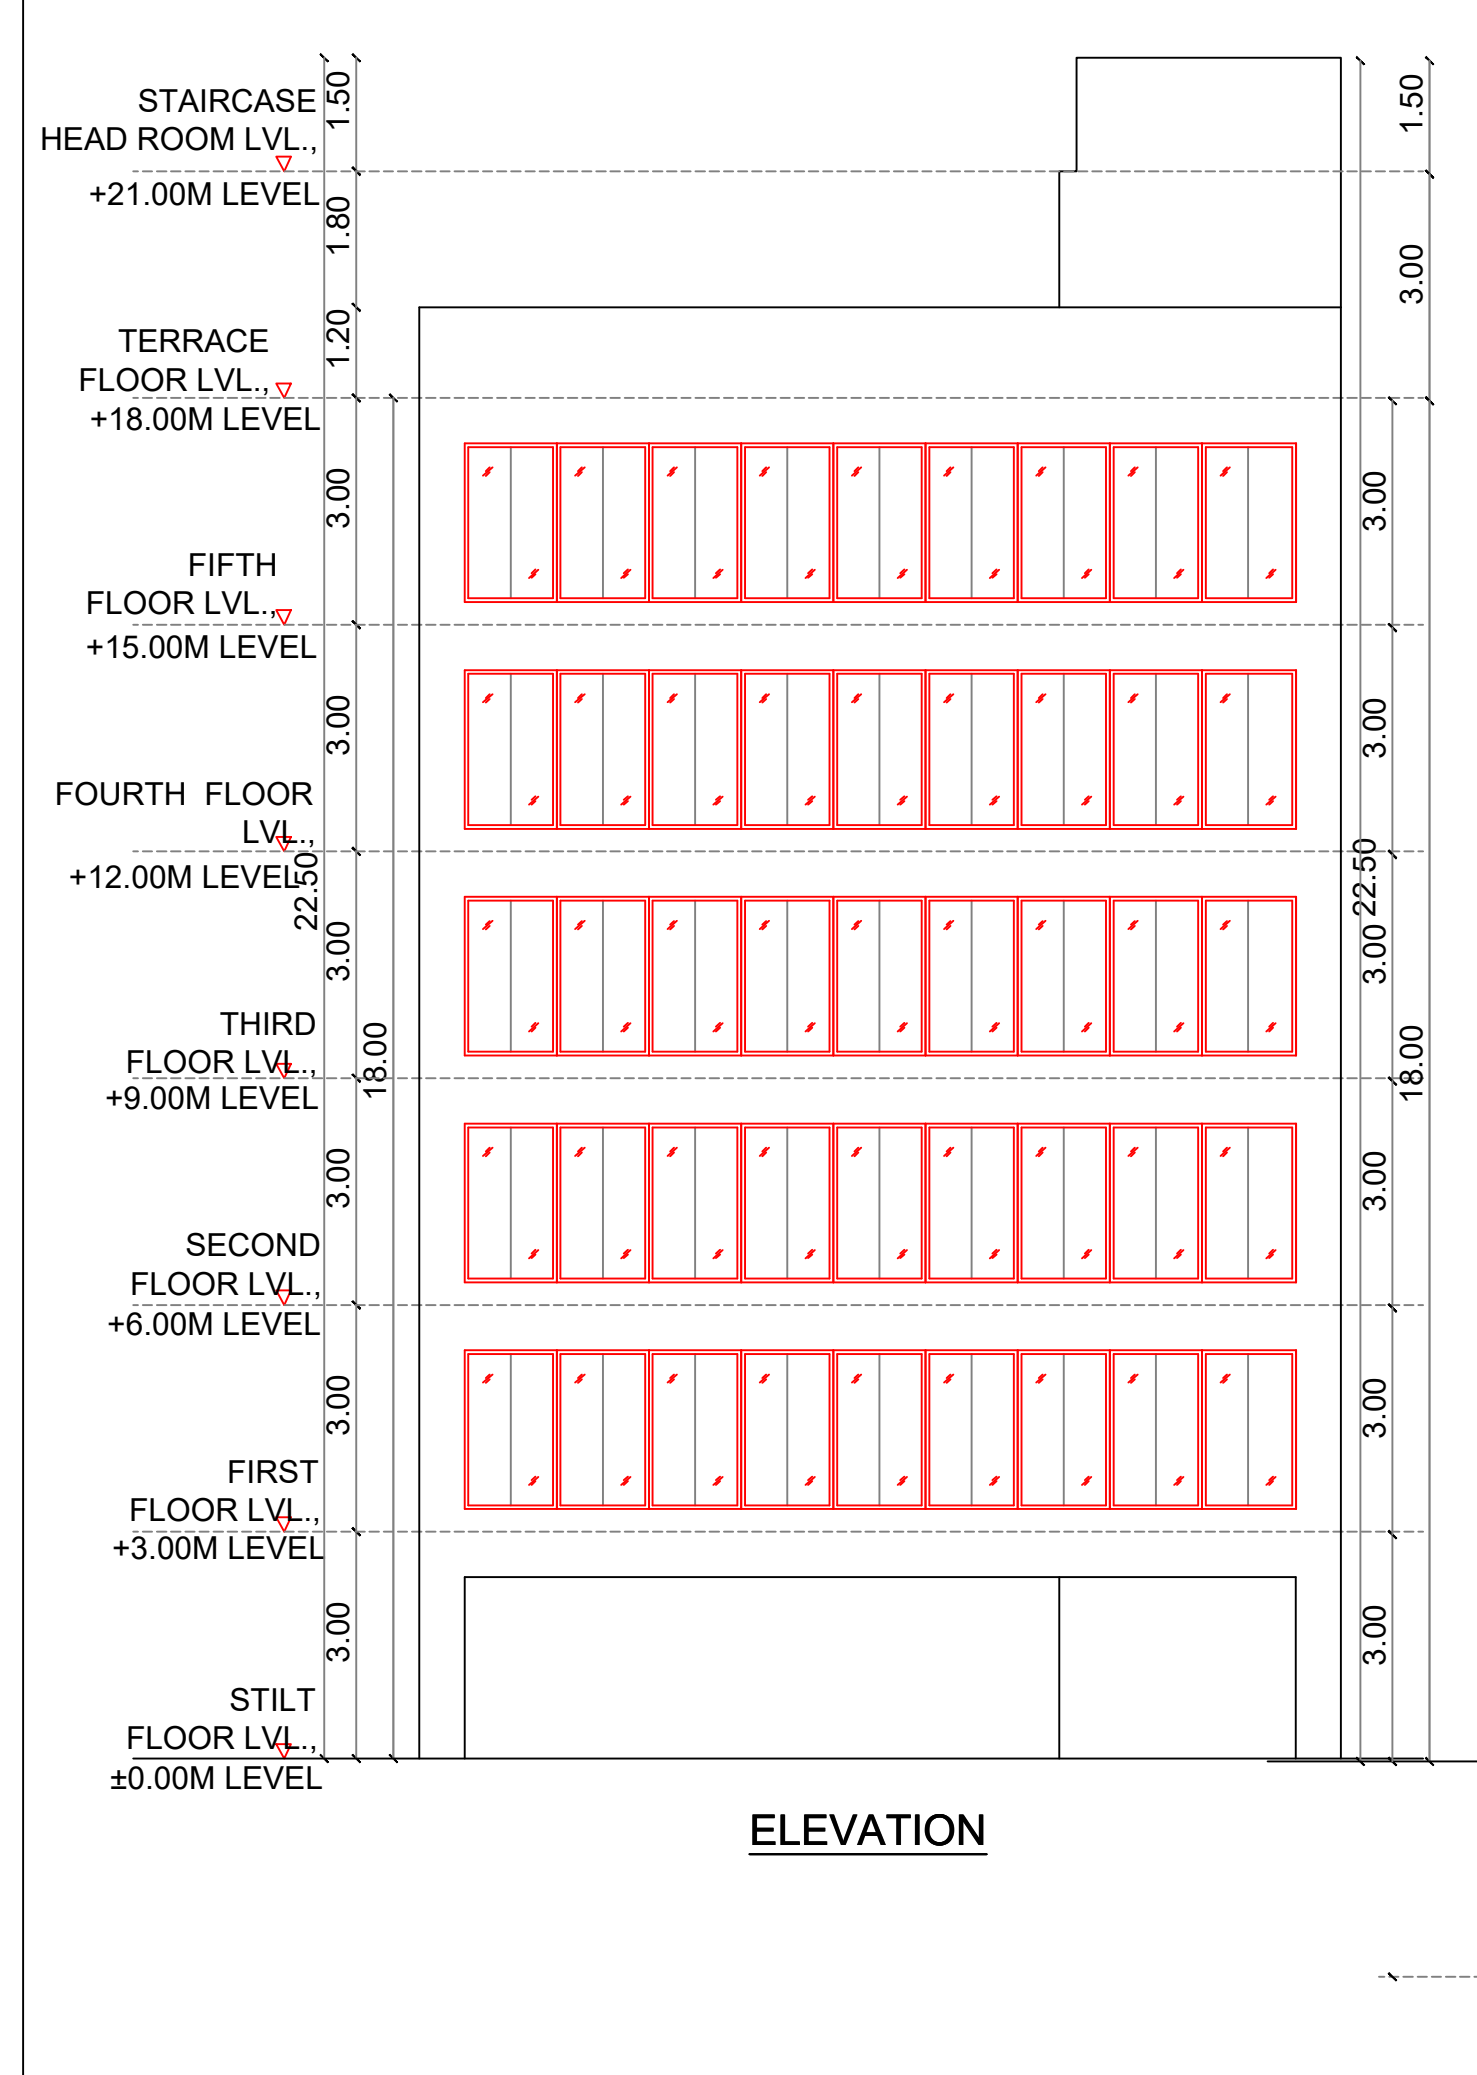 STAIRCASE
HEAD ROOM LVL.,
+21.00M LEVEL
TERRACE
FLOOR LVL.,
+18.00M LEVEL
FIFTH
FLOOR LVL.,
+15.00M LEVEL
FOURTH FLOOR
LVL.,
+12.00M LEVEL
THIRD
FLOOR LVL.,
+9.00M LEVEL
SECOND
FLOOR LVL.,
+6.00M LEVEL
FIRST
FLOOR LVL.,
+3.00M LEVEL
STILT
FLOOR LVL.,
±0.00M LEVEL
22.50
1.50
1.80
1.20
3.00
3.00
3.00
3.00
3.00
3.00
18.00
22.50
3.00
3.00
3.00
3.00
3.00
3.00
1.50
3.00
18.00
ELEVATION